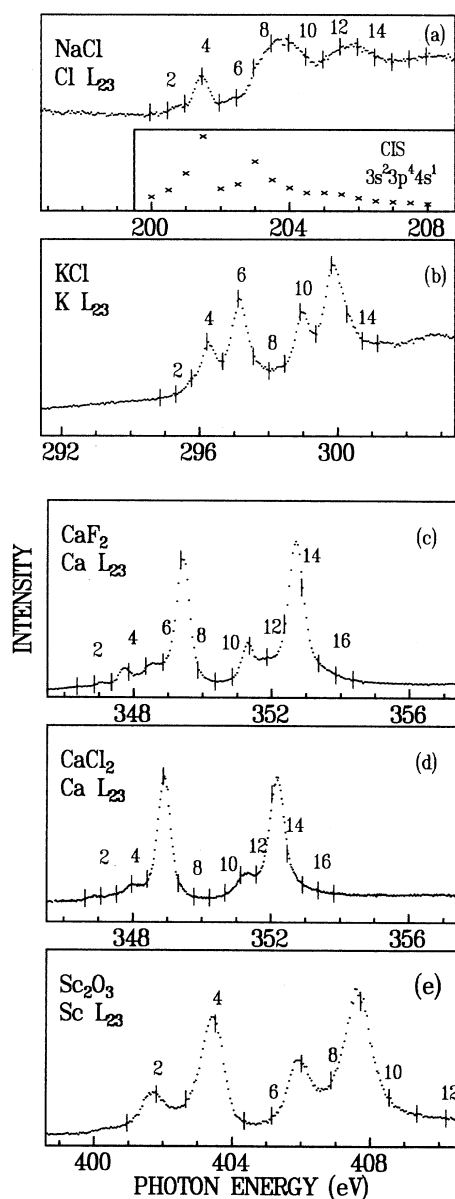 NaCl
Cl L₂₃
(a)
2 4 6 8 10 12 14
CIS
3s²3p⁴4s¹
200 204 208
KCl
K L₂₃
(b)
2 4 6 8 10 14
292 296 300
INTENSITY
CaF₂
Ca L₂₃
(c)
2 4 6 8 10 12 14 16
348 352 356
CaCl₂
Ca L₂₃
(d)
2 4 8 10 12 14 16
348 352 356
Sc₂O₃
Sc L₂₃
(e)
2 4 6 8 10 12
400 404 408
PHOTON ENERGY (eV)